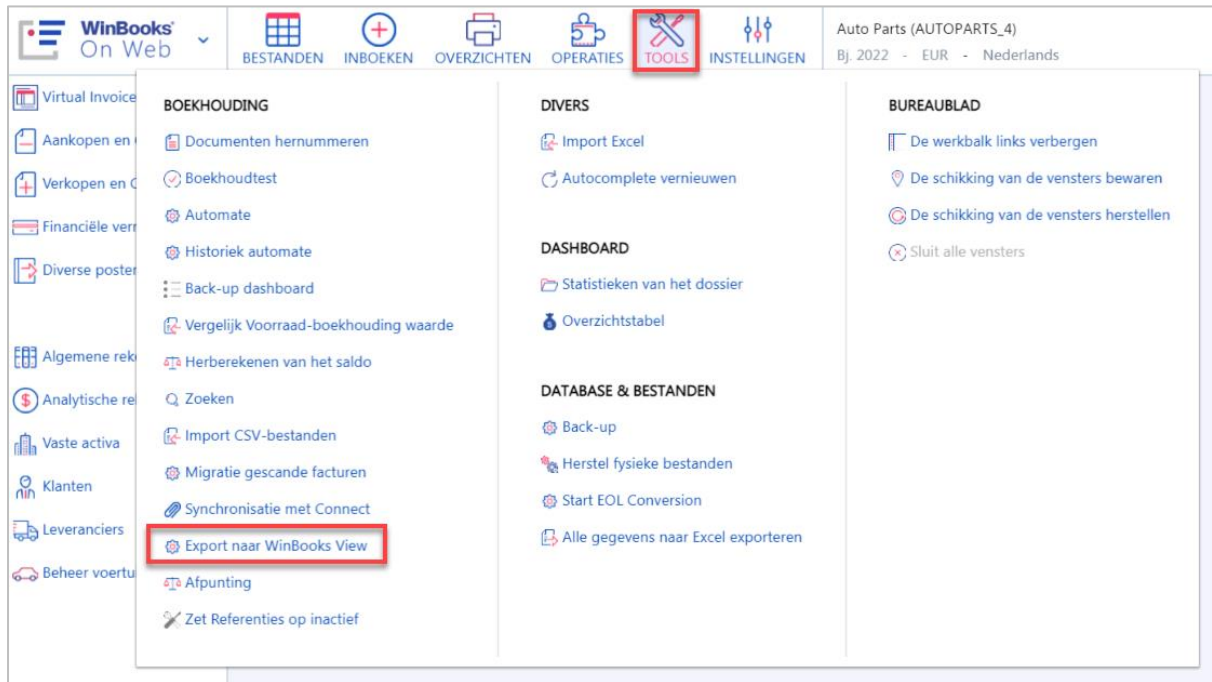 WinBooks
On Web
BESTANDEN
INBOEKEN
OVERZICHTEN
OPERATIES
TOOLS
INSTELLINGEN
Auto Parts (AUTOPARTS_4)
Bj. 2022 - EUR - Nederlands
Virtual Invoice
Aankopen en
Verkopen en C
Financiële verr
Diverse poster
Algemene rek
Analytische re
Vaste activa
Klanten
Leveranciers
Beheer voertu
BOEKHOUDING
Documenten hernummeren
Boekhoudtest
Automate
Historiek automate
Back-up dashboard
Vergelijk Voorraad-boekhouding waarde
Herberekenen van het saldo
Zoeken
Import CSV-bestanden
Migratie gescande facturen
Synchronisatie met Connect
Export naar WinBooks View
Afpunting
Zet Referenties op inactief
DIVERS
Import Excel
Autocomplete vernieuwen
DASHBOARD
Statistieken van het dossier
Overzichtstabel
DATABASE & BESTANDEN
Back-up
Herstel fysieke bestanden
Start EOL Conversion
Alle gegevens naar Excel exporteren
BUREAUBLAD
De werkbalk links verbergen
De schikking van de vensters bewaren
De schikking van de vensters herstellen
Sluit alle vensters